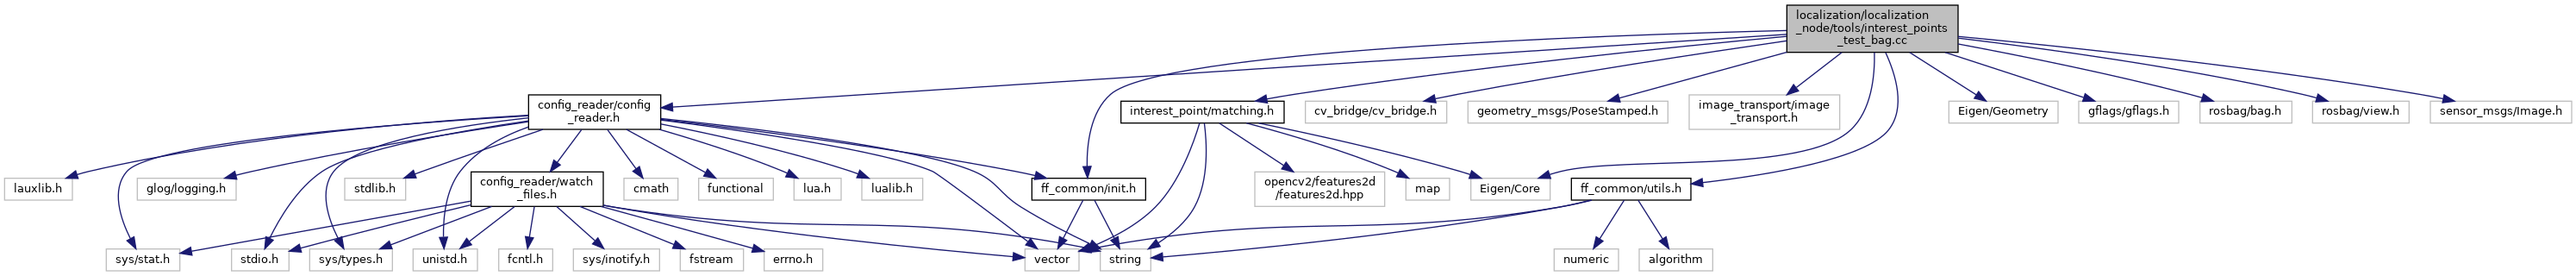 localization/localization
_node/tools/interest_points
_test_bag.cc
config_reader/config
_reader.h
interest_point/matching.h
cv_bridge/cv_bridge.h
geometry_msgs/PoseStamped.h
image_transport/image
_transport.h
Eigen/Geometry
gflags/gflags.h
rosbag/bag.h
rosbag/view.h
sensor_msgs/Image.h
lauxlib.h
glog/logging.h
stdlib.h
config_reader/watch
_files.h
cmath
functional
lua.h
lualib.h
ff_common/init.h
opencv2/features2d
/features2d.hpp
map
Eigen/Core
ff_common/utils.h
sys/stat.h
stdio.h
sys/types.h
unistd.h
fcntl.h
sys/inotify.h
fstream
errno.h
vector
string
numeric
algorithm